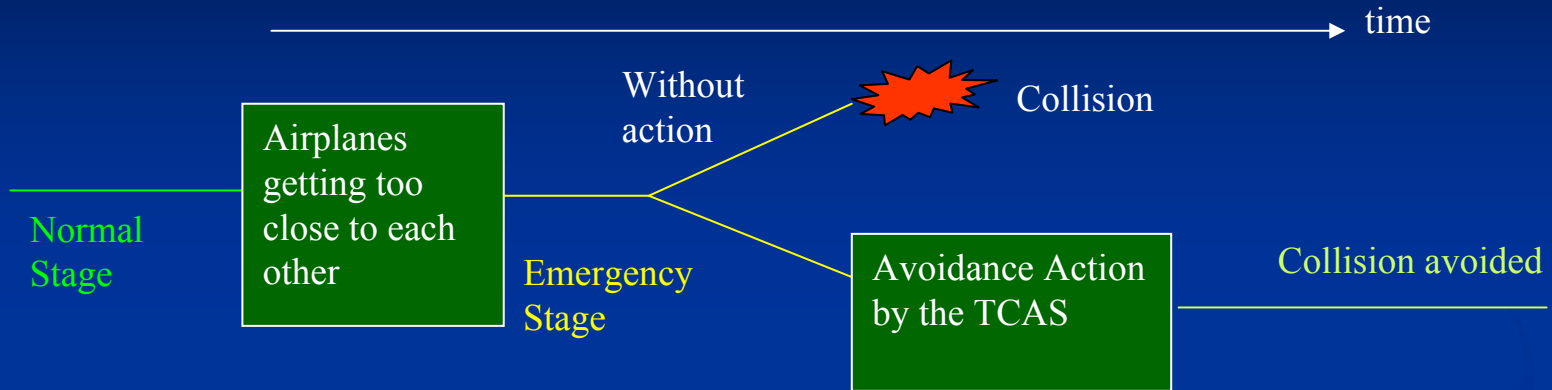 time
Without
action
Collision
Airplanes
getting too
close to each
other
Normal
Stage
Emergency
Stage
Avoidance Action
by the TCAS
Collision avoided